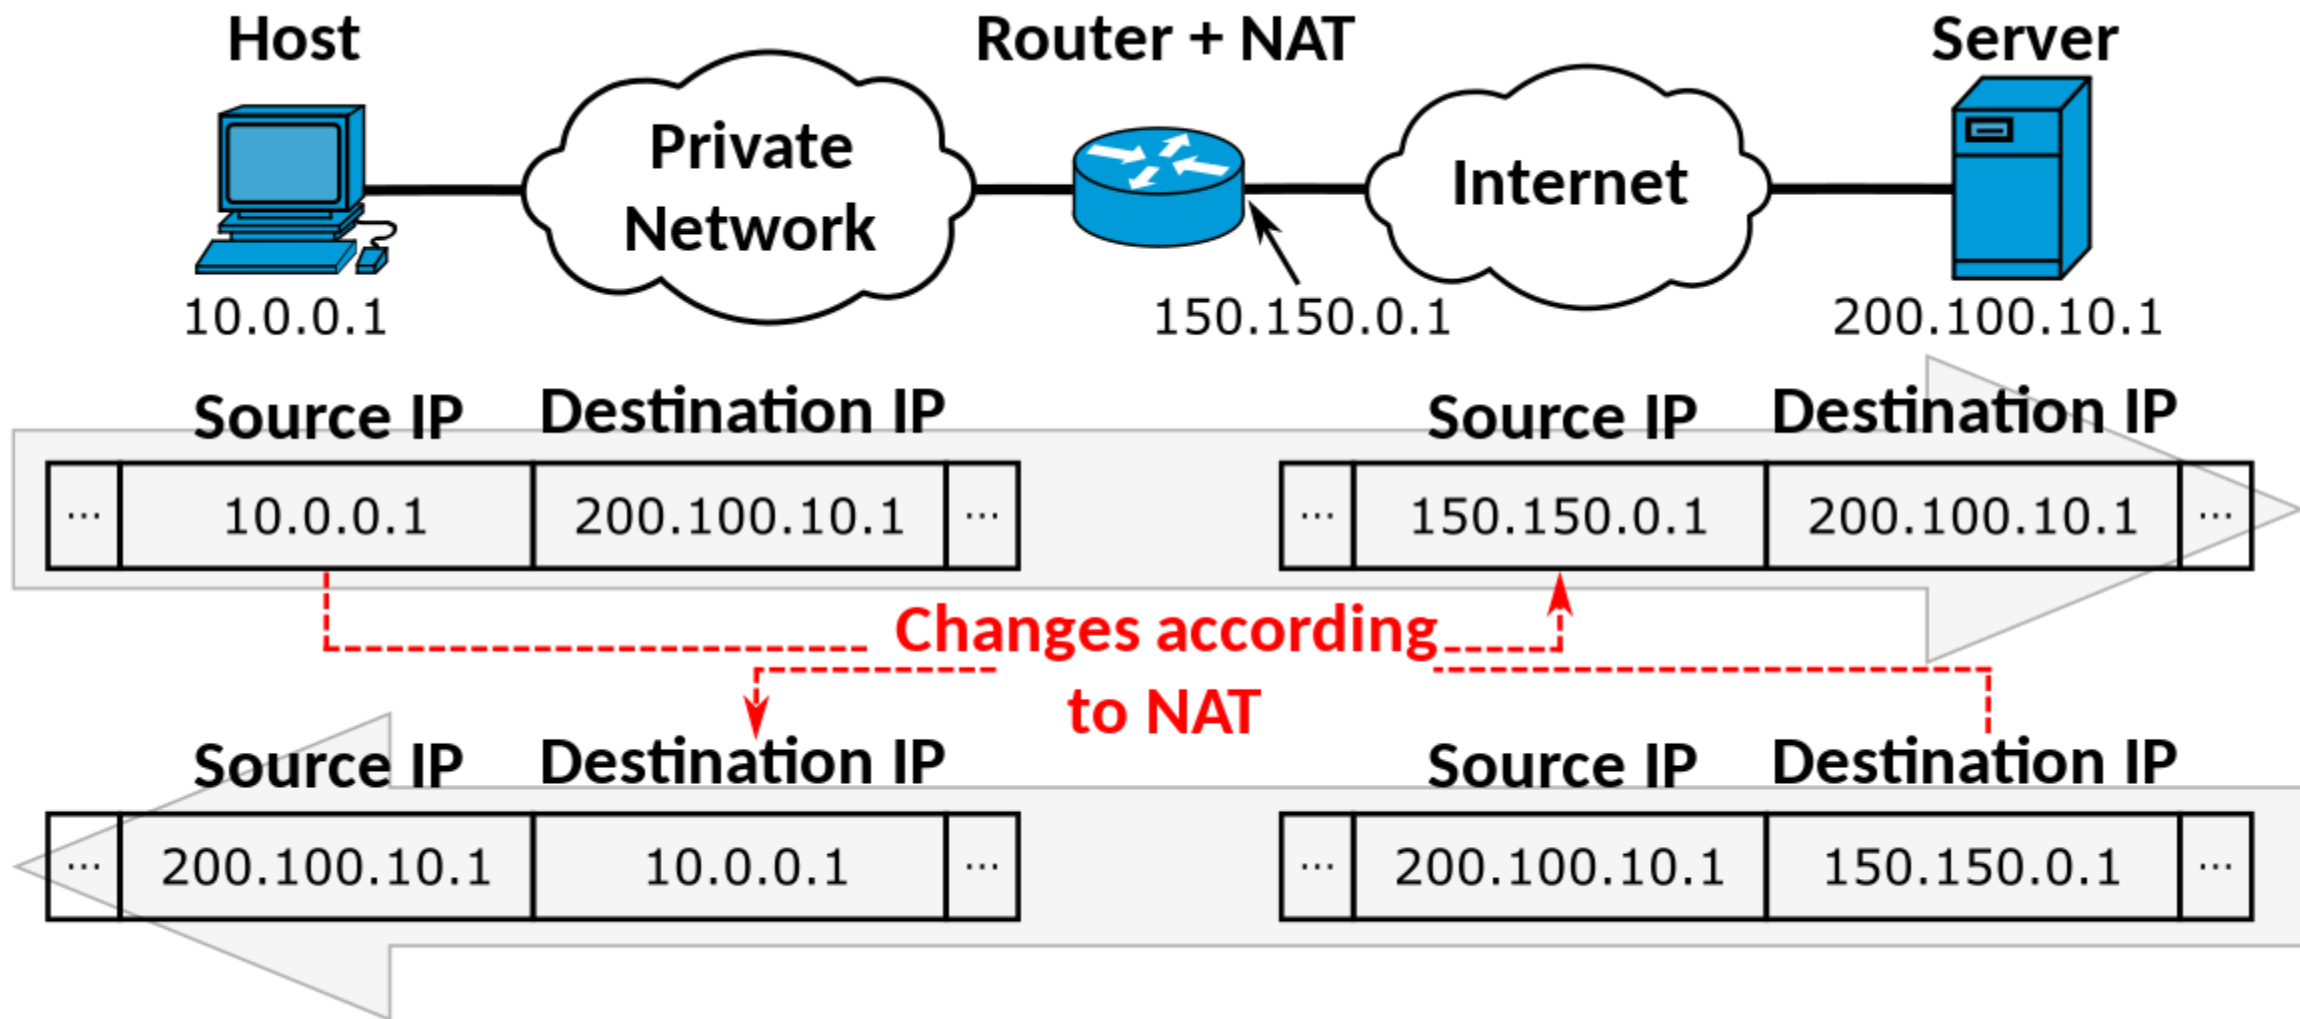 Host
Router + NAT
Server
Private
Network
Internet
10.0.0.1
150.150.0.1
200.100.10.1
Source IP Destination IP
Source IP Destination IP
... 10.0.0.1 200.100.10.1 ...
... 150.150.0.1 200.100.10.1 ...
Changes according
to NAT
Source IP Destination IP
Source IP Destination IP
... 200.100.10.1 10.0.0.1 ...
... 200.100.10.1 150.150.0.1 ...